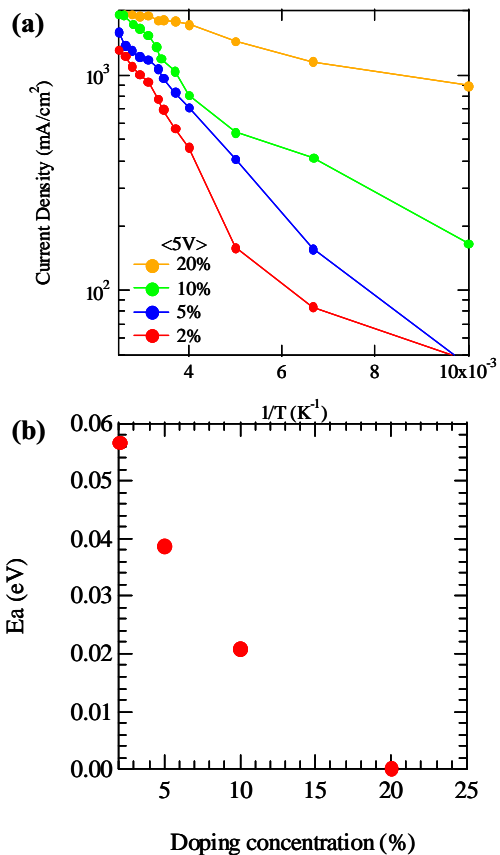 (a)
Current Density (mA/cm²)
10³
10²
<5V>
20%
10%
5%
2%
4
6
8
10x10⁻³
1/T (K⁻¹)
(b)
Ea (eV)
0.06
0.05
0.04
0.03
0.02
0.01
0.00
5
10
15
20
25
Doping concentration (%)